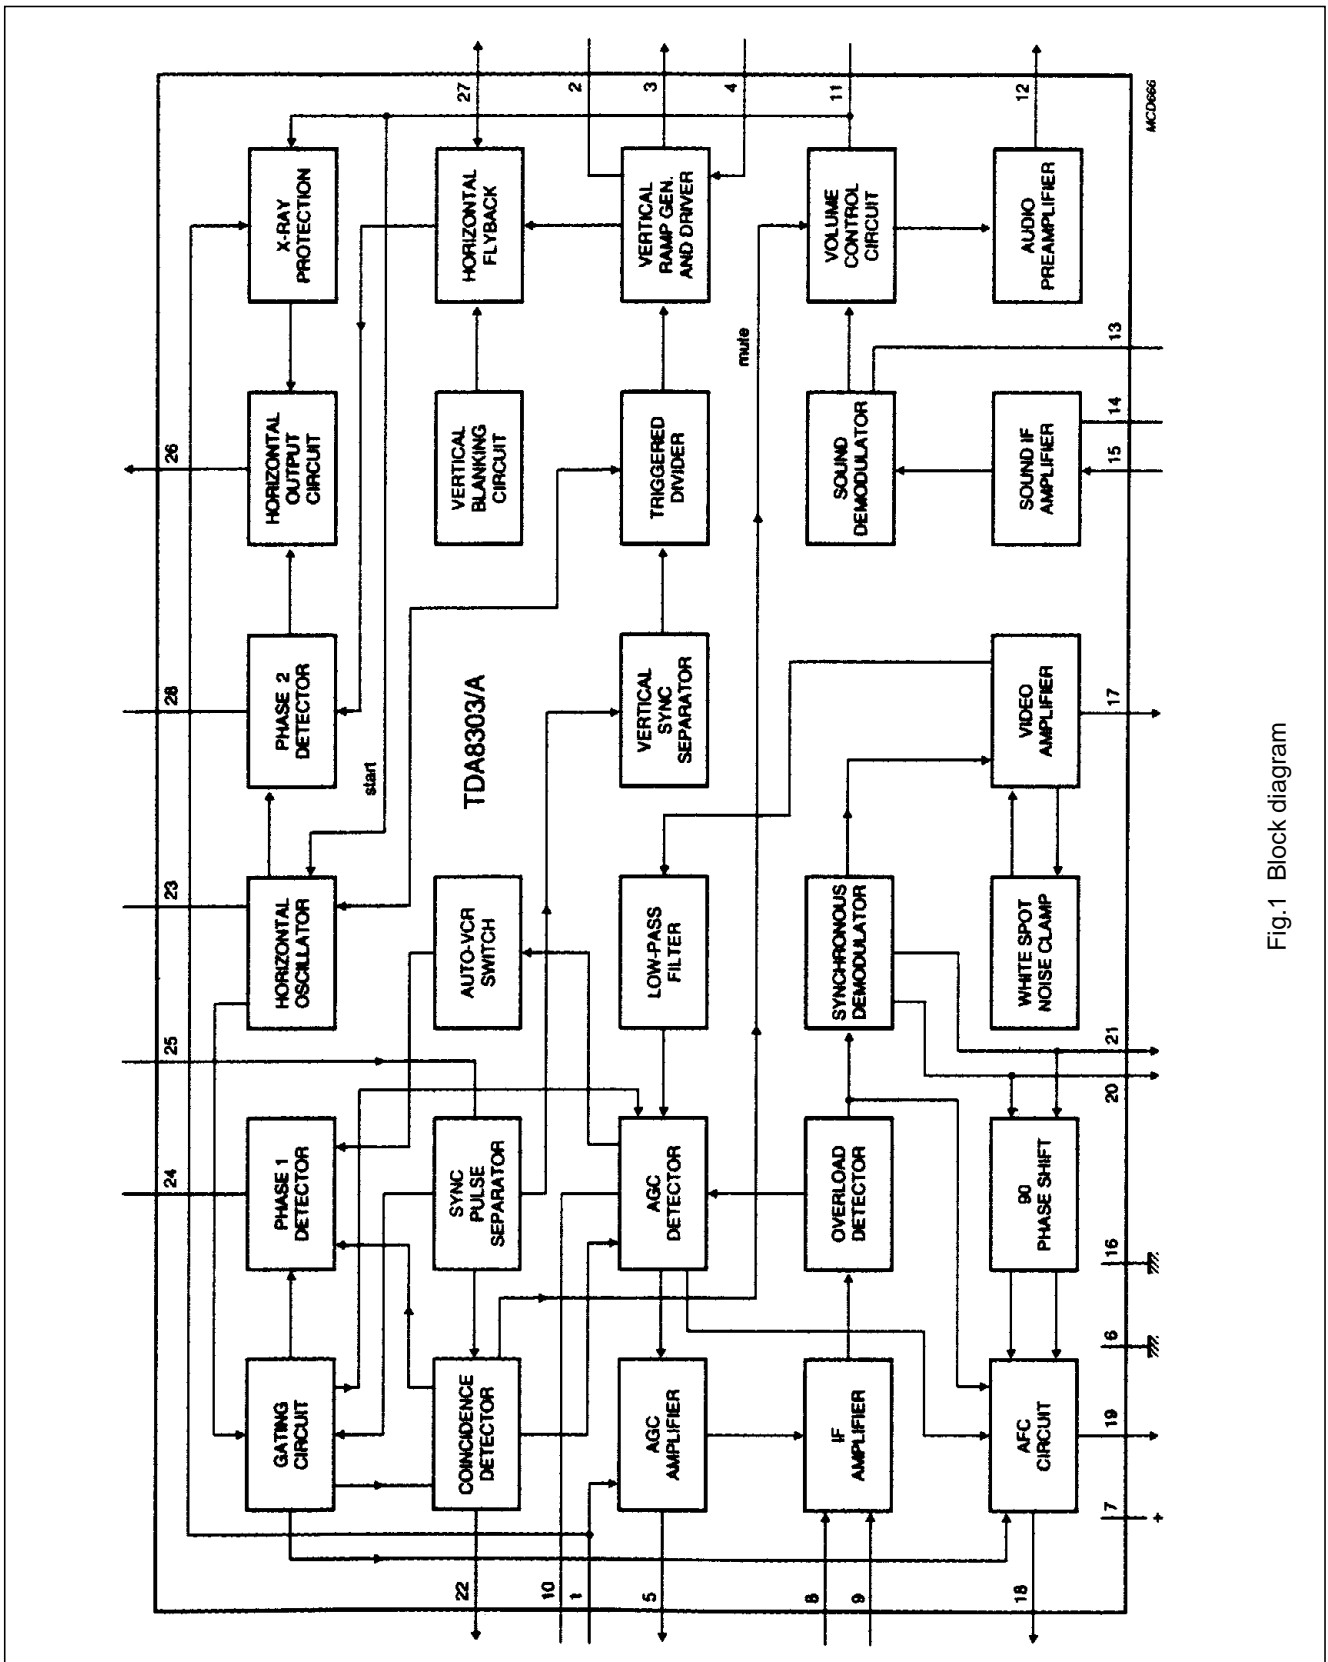 24
25
23
28
26
GATING
CIRCUIT
PHASE 1
DETECTOR
HORIZONTAL
OSCILLATOR
PHASE 2
DETECTOR
HORIZONTAL
OUTPUT
CIRCUIT
X-RAY
PROTECTION
start
22
COINCIDENCE
DETECTOR
SYNC
PULSE
SEPARATOR
AUTO-VCR
SWITCH
TDA8303/A
VERTICAL
BLANKING
CIRCUIT
HORIZONTAL
FLYBACK
27
10
1
5
AGC
AMPLIFIER
AGC
DETECTOR
LOW-PASS
FILTER
VERTICAL
SYNC
SEPARATOR
TRIGGERED
DIVIDER
VERTICAL
RAMP GEN.
AND DRIVER
2
3
4
mute
8
9
IF
AMPLIFIER
OVERLOAD
DETECTOR
SYNCHRONOUS
DEMODULATOR
SOUND
DEMODULATOR
VOLUME
CONTROL
CIRCUIT
11
18
AFC
CIRCUIT
90
PHASE SHIFT
WHITE SPOT
NOISE CLAMP
VIDEO
AMPLIFIER
SOUND IF
AMPLIFIER
AUDIO
PREAMPLIFIER
12
7
19
6
16
20
21
17
15
14
13
+
MCD666
Fig.1 Block diagram